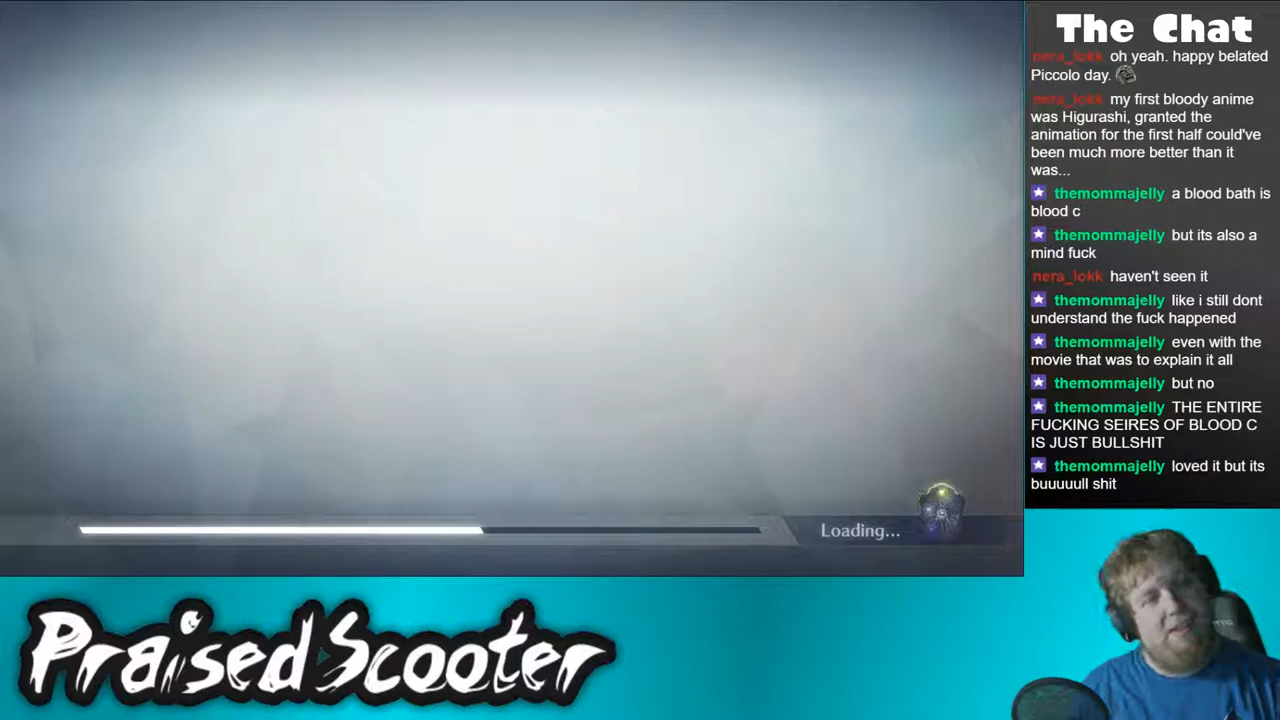 The Chat
nera_lokk oh yeah. happy belated
Piccolo day.
nera_lokk my first bloody anime
was Higurashi, granted the
animation for the first half could've
been much more better than it
was...
themommajelly a blood bath is
blood c
themommajelly but its also a
mind fuck
nera_lokk haven't seen it
themommajelly like i still dont
understand the fuck happened
themommajelly even with the
movie that was to explain it all
themommajelly but no
themommajelly THE ENTIRE
FUCKING SEIRES OF BLOOD C
IS JUST BULLSHIT
themommajelly loved it but its
buuuuull shit
Loading...
PraisedScooter